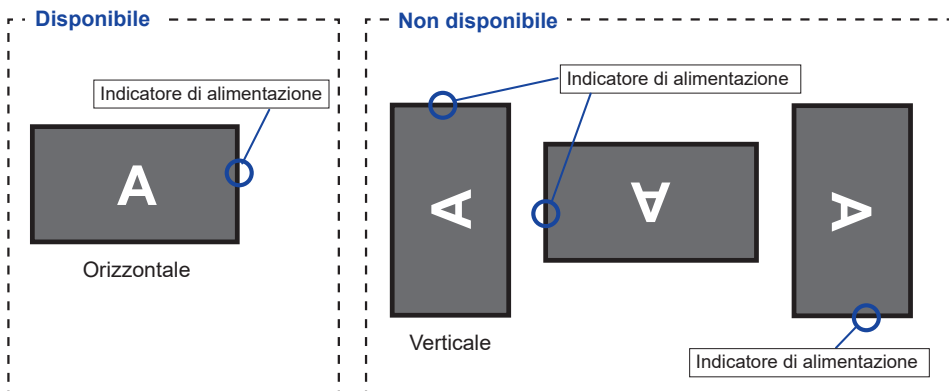 Disponibile
Indicatore di alimentazione
A
Orizzontale
Non disponibile
Indicatore di alimentazione
A
A
A
Verticale
Indicatore di alimentazione